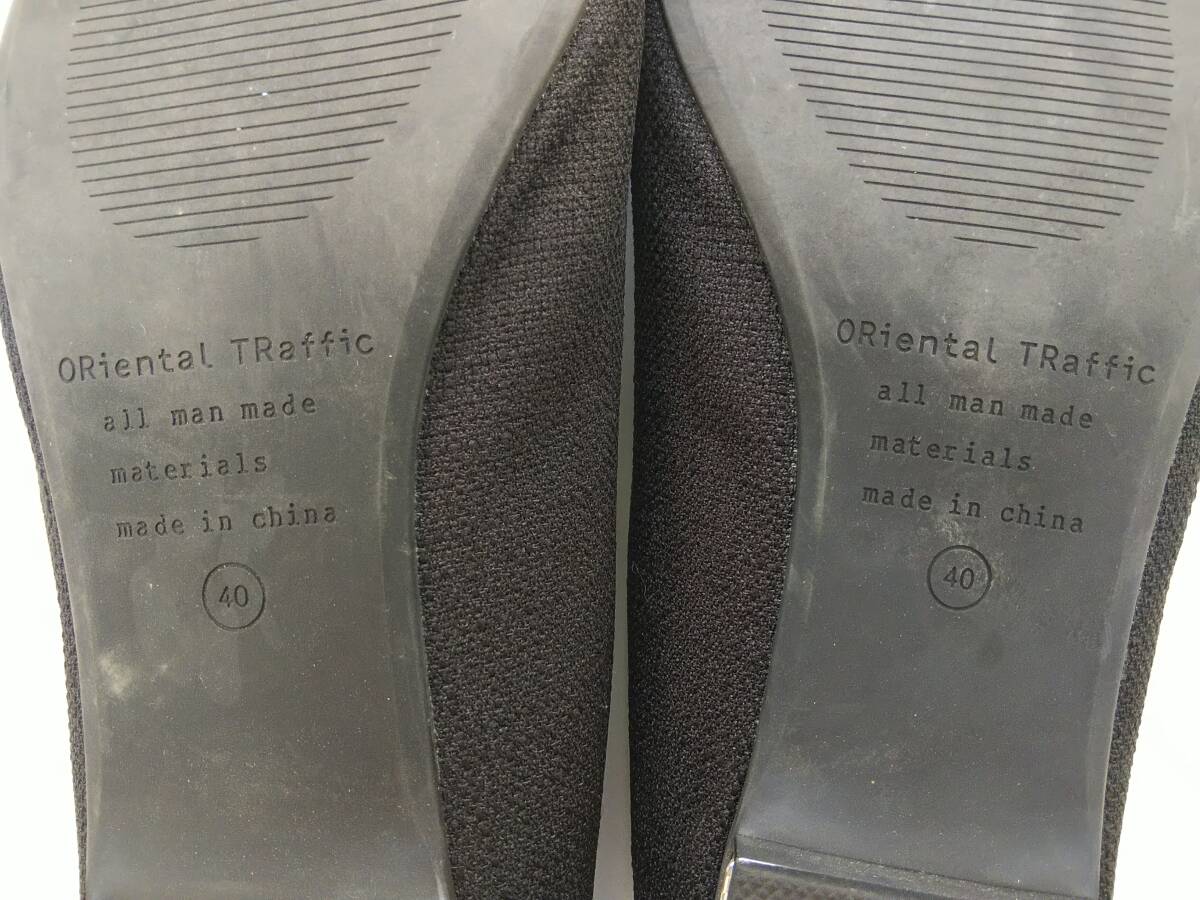 ORiental TRaffic
all man made
materials
made in china
40
ORiental TRaffic
all man made
materials
made in china
40